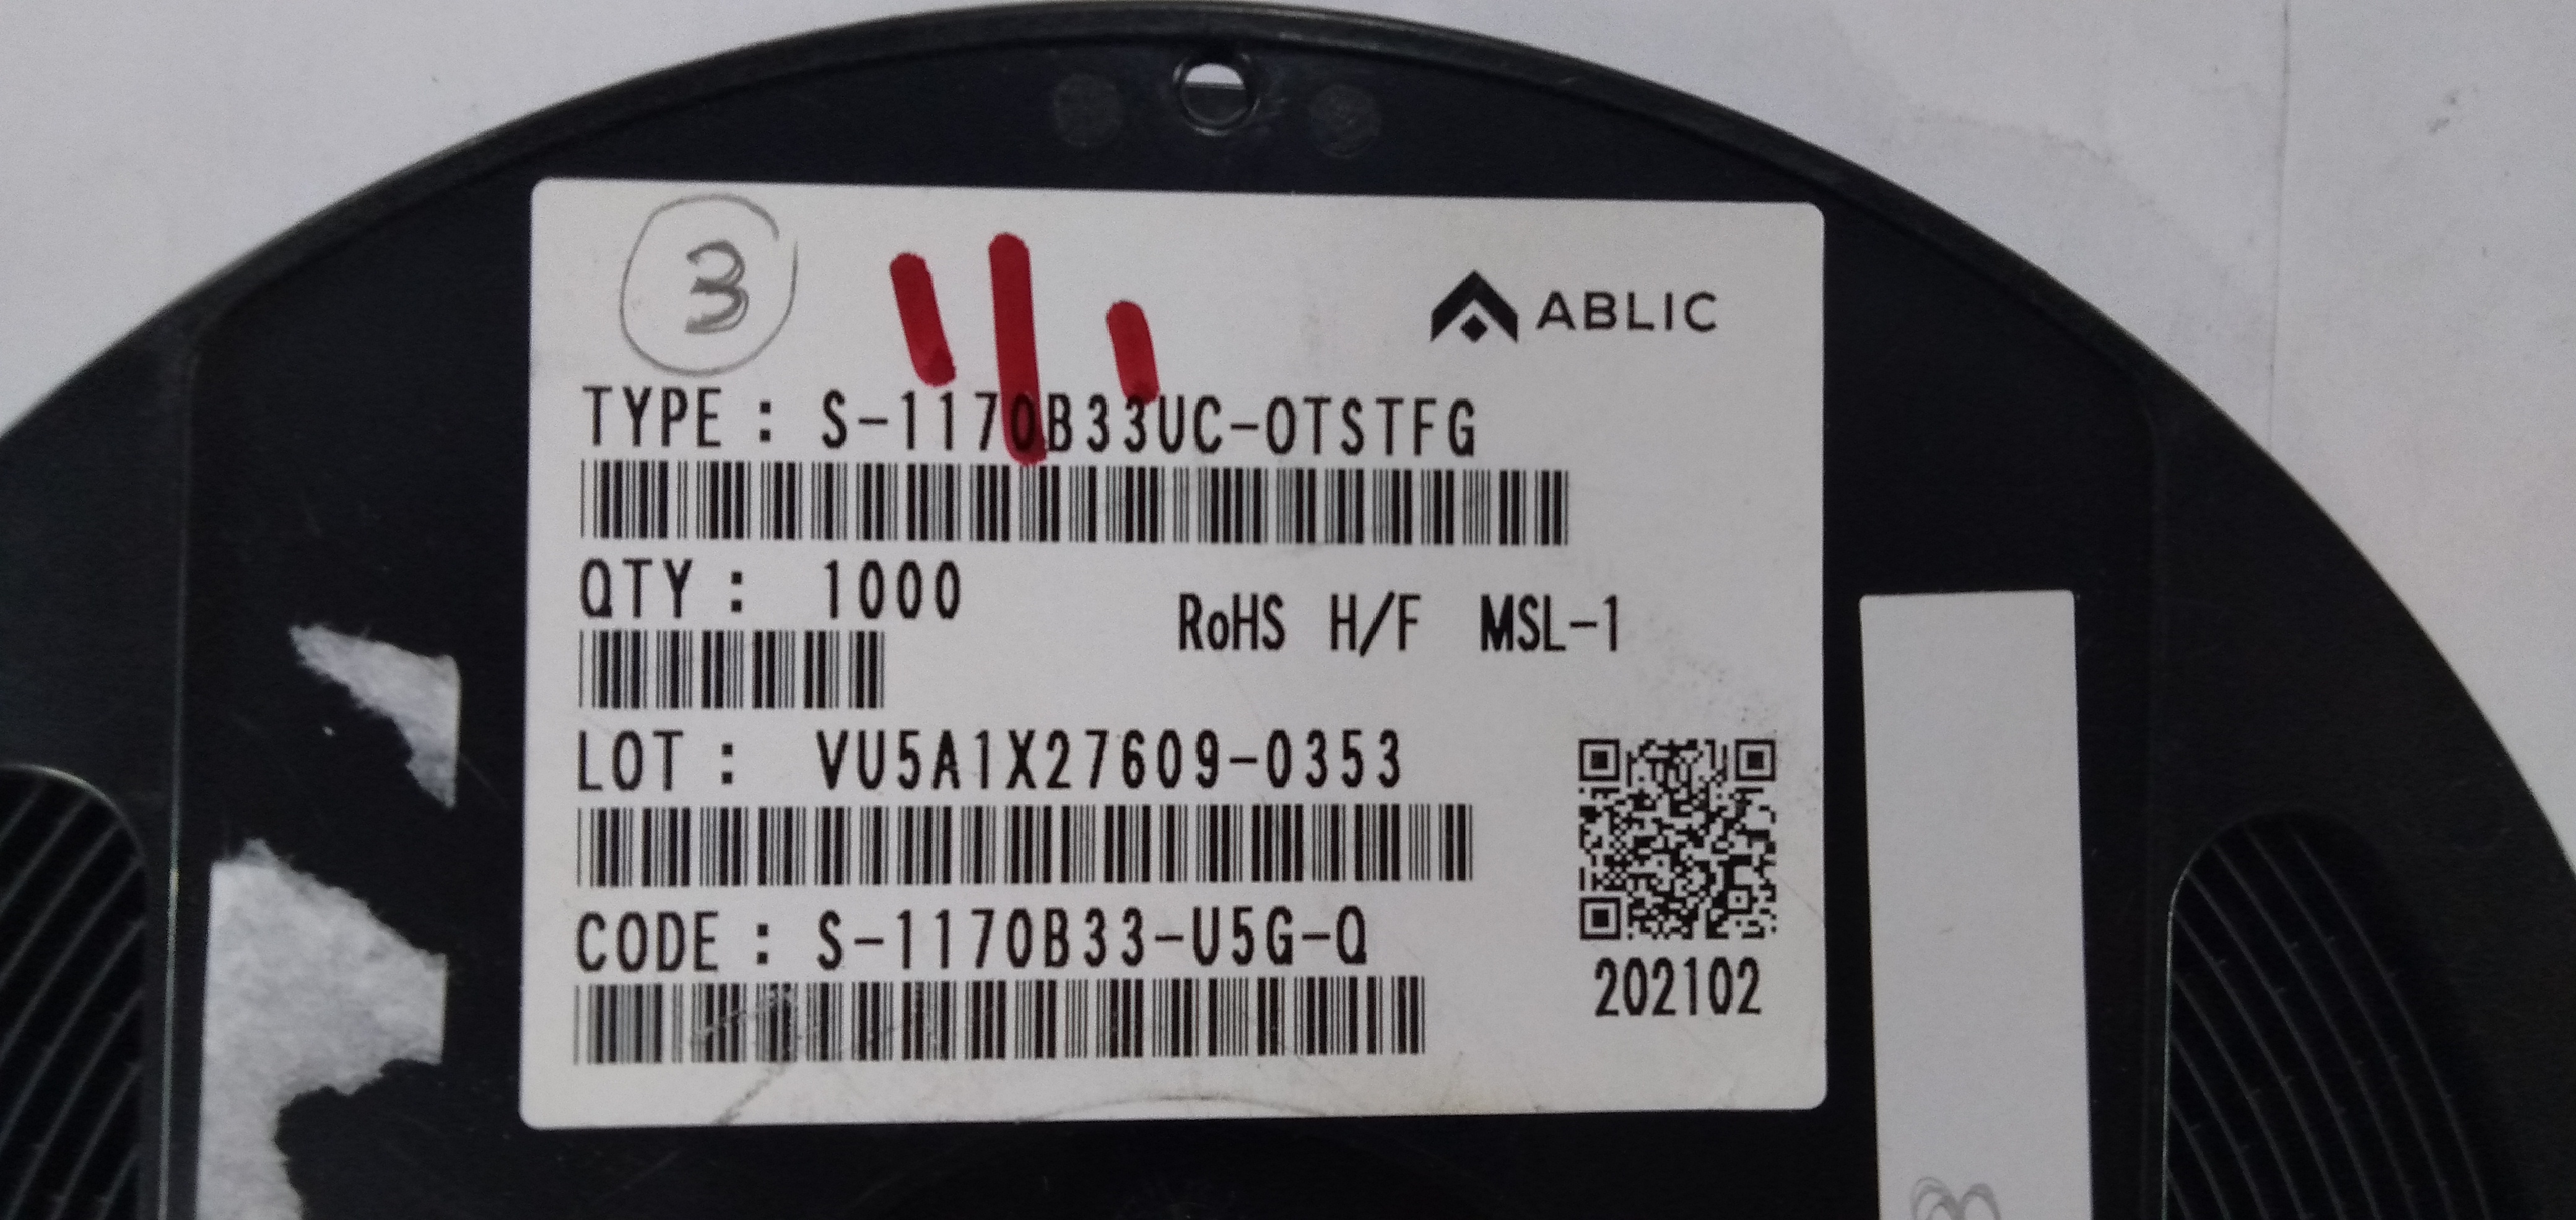 3
ABLIC
TYPE : S-1170B33UC-OTSTFG
QTY : 1000
RoHS H/F MSL-1
LOT : VU5A1X27609-0353
CODE : S-1170B33-U5G-Q
202102